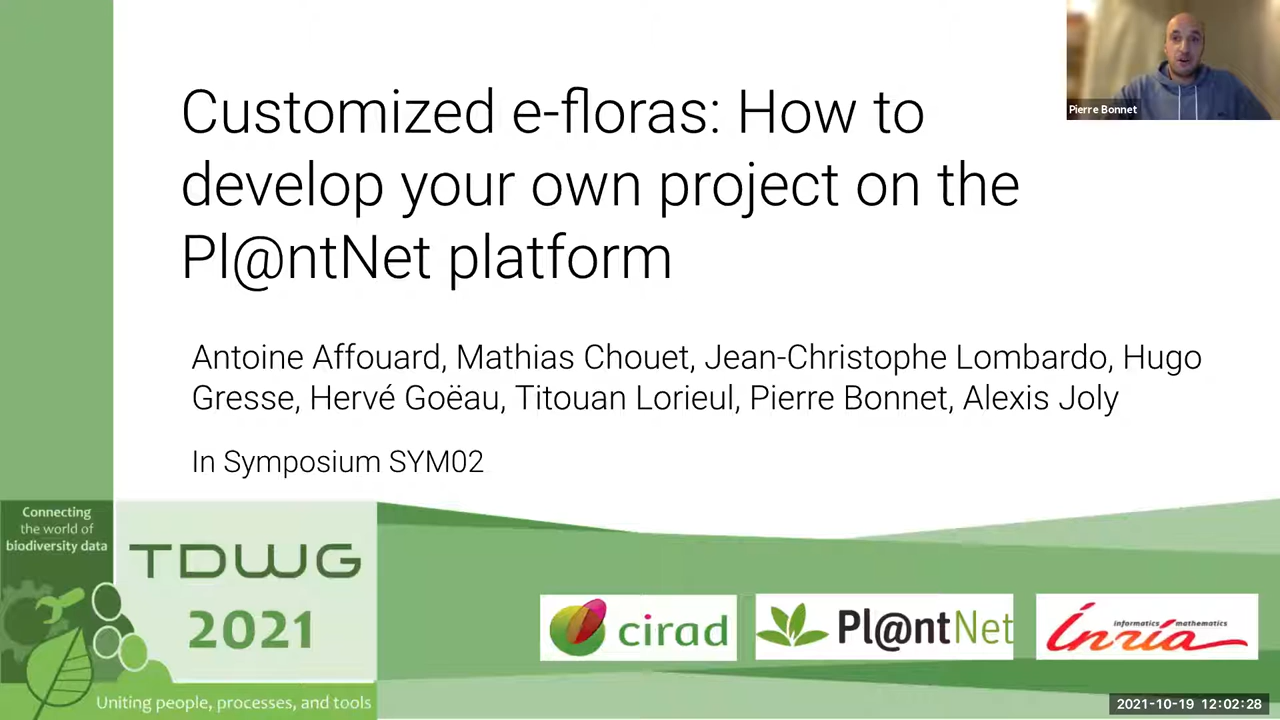 Customized e-floras: How to
develop your own project on the
Pl@ntNet platform
Pierre Bonnet
Antoine Affouard, Mathias Chouet, Jean-Christophe Lombardo, Hugo
Gresse, Hervé Goëau, Titouan Lorieul, Pierre Bonnet, Alexis Joly
In Symposium SYM02
Connecting
the world of
biodiversity data
TDWG
2021
cirad
Pl@ntNet
informatics mathematics
Inria
Uniting people, processes, and tools
2021-10-19 12:02:28